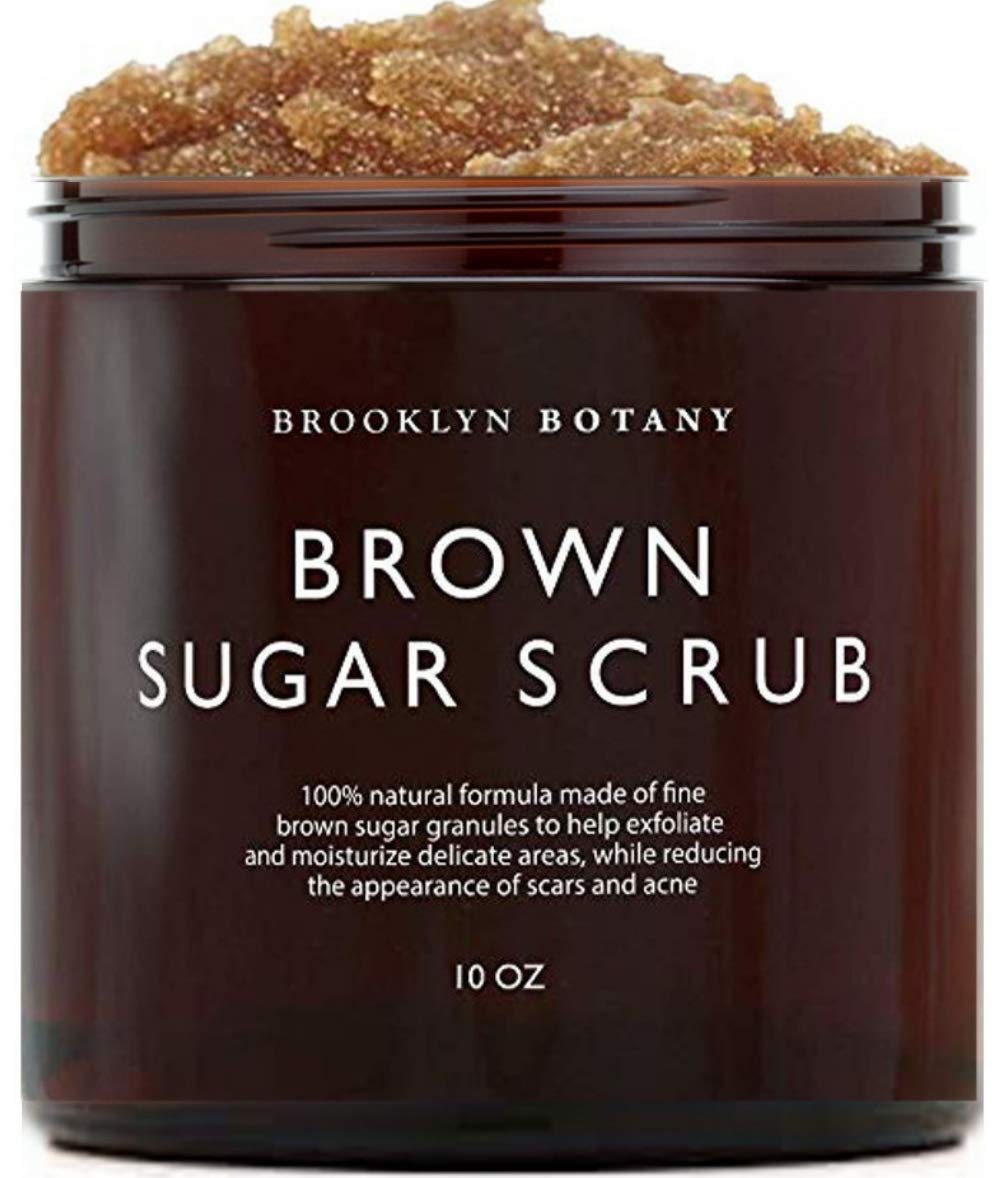 BROOKLYN BOTANY
BROWN
SUGAR SCRUB
100% natural formula made of fine
brown sugar granules to help exfoliate
and moisturize delicate areas, while reducing
the appearance of scars and acne
10 OZ